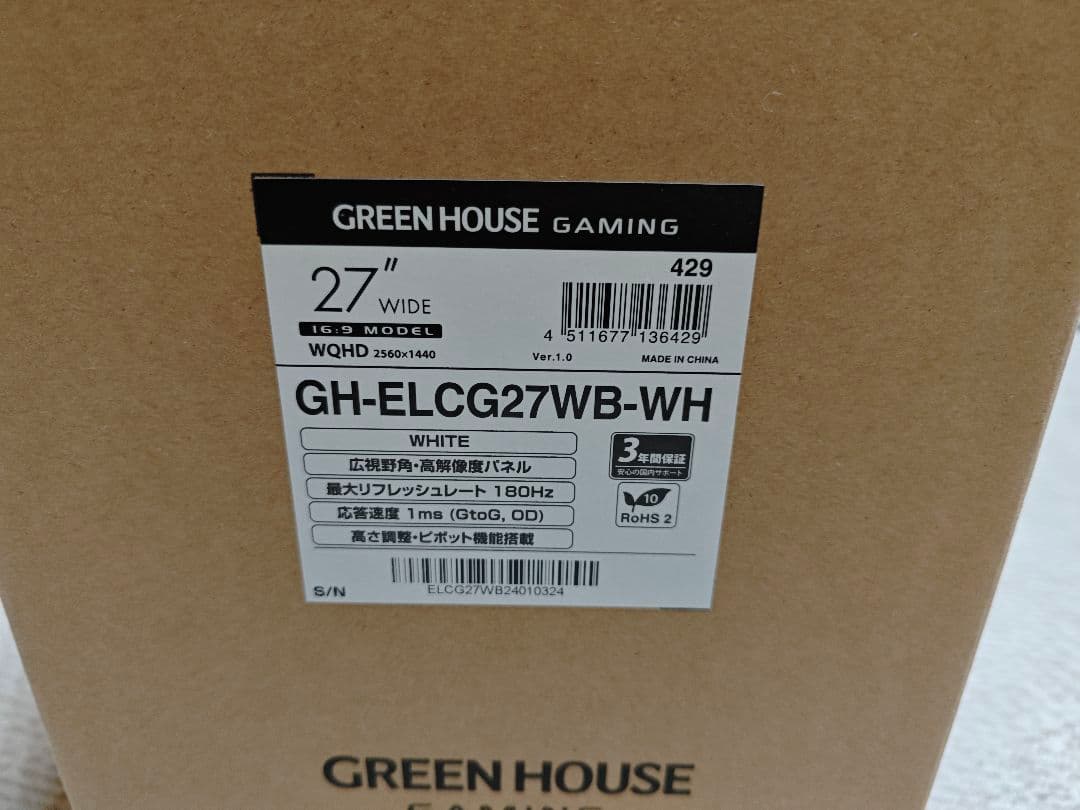 GREEN HOUSE GAMING
27" WIDE
16:9 MODEL
WQHD 2560×1440
429
4 511677 136429
Ver.1.0 MADE IN CHINA
GH-ELCG27WB-WH
WHITE
広視野角・高解像度パネル
最大リフレッシュレート 180Hz
応答速度 1ms (GtoG, OD)
高さ調整・ピボット機能搭載
3年間保証
安心の国内サポート
10
RoHS 2
S/N
ELCG27WB24010324
GREEN HOUSE
GAMING